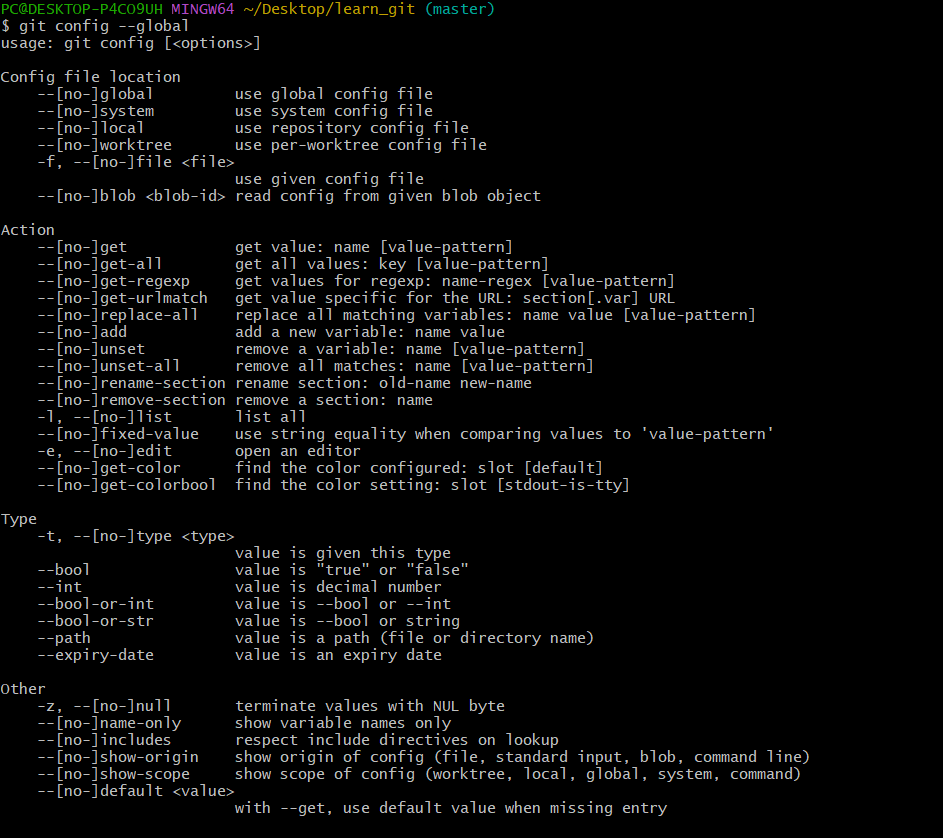 PC@DESKTOP-P4CO9UH MINGW64 ~/Desktop/learn_git (master)
$ git config --global
usage: git config [<options>]

Config file location
    --[no-]global         use global config file
    --[no-]system         use system config file
    --[no-]local          use repository config file
    --[no-]worktree       use per-worktree config file
    -f, --[no-]file <file>
                          use given config file
    --[no-]blob <blob-id> read config from given blob object

Action
    --[no-]get            get value: name [value-pattern]
    --[no-]get-all        get all values: key [value-pattern]
    --[no-]get-regexp     get values for regexp: name-regex [value-pattern]
    --[no-]get-urlmatch   get value specific for the URL: section[.var] URL
    --[no-]replace-all    replace all matching variables: name value [value-pattern]
    --[no-]add            add a new variable: name value
    --[no-]unset          remove a variable: name [value-pattern]
    --[no-]unset-all      remove all matches: name [value-pattern]
    --[no-]rename-section rename section: old-name new-name
    --[no-]remove-section remove a section: name
    -l, --[no-]list       list all
    --[no-]fixed-value    use string equality when comparing values to 'value-pattern'
    -e, --[no-]edit       open an editor
    --[no-]get-color      find the color configured: slot [default]
    --[no-]get-colorbool  find the color setting: slot [stdout-is-tty]

Type
    -t, --[no-]type <type>
                          value is given this type
    --bool                value is "true" or "false"
    --int                 value is decimal number
    --bool-or-int         value is --bool or --int
    --bool-or-str         value is --bool or string
    --path                value is a path (file or directory name)
    --expiry-date         value is an expiry date

Other
    -z, --[no-]null       terminate values with NUL byte
    --[no-]name-only      show variable names only
    --[no-]includes       respect include directives on lookup
    --[no-]show-origin    show origin of config (file, standard input, blob, command line)
    --[no-]show-scope     show scope of config (worktree, local, global, system, command)
    --[no-]default <value>
                          with --get, use default value when missing entry